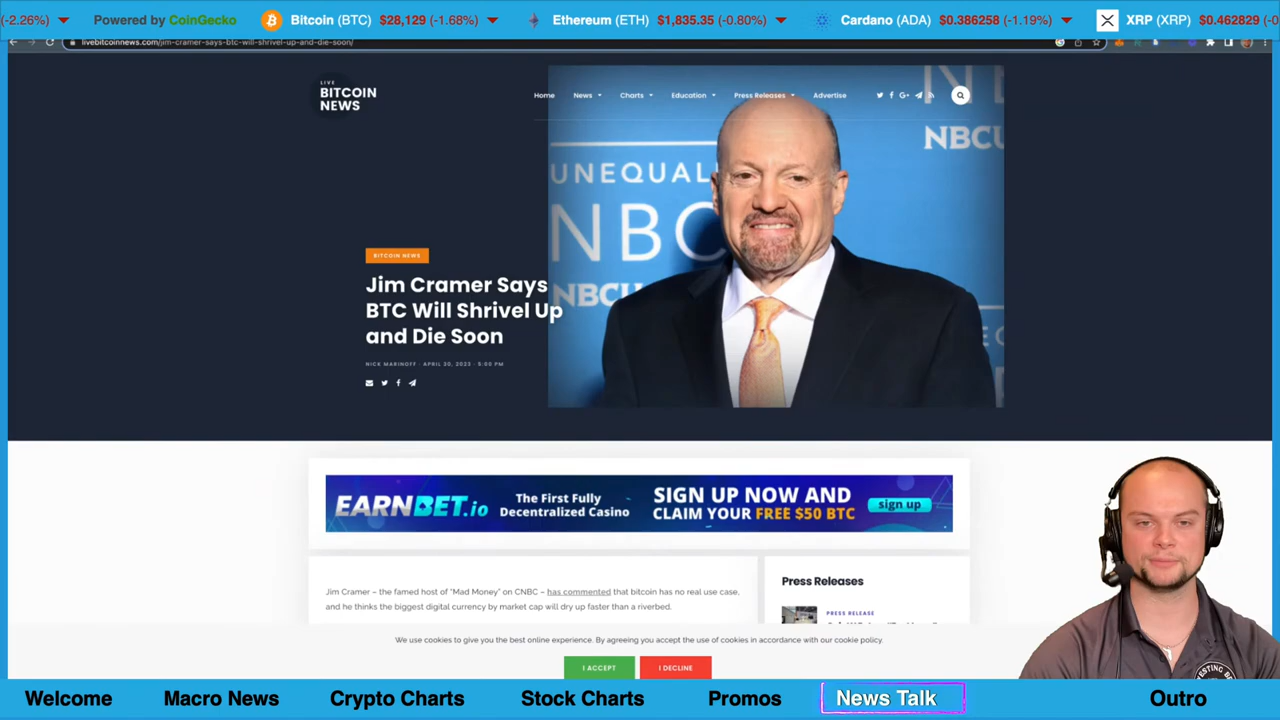 (-2.26%)
Powered by CoinGecko
Bitcoin (BTC) $28,129 (-1.68%)
Ethereum (ETH) $1,835.35 (-0.80%)
Cardano (ADA) $0.386258 (-1.19%)
XRP (XRP) $0.462829 (-0
livebitcoinnews.com/jim-cramer-says-btc-will-shrivel-up-and-die-soon/
LIVE
BITCOIN
NEWS
Home News Charts Education Press Releases Advertise
NBCU
UNEQUAL
NBC
NBCU
BITCOIN NEWS
Jim Cramer Says
BTC Will Shrivel Up
and Die Soon
NICK MARINOFF · APRIL 20, 2023 · 5:00 PM
EARNBET.io
The First Fully
Decentralized Casino
SIGN UP NOW AND
CLAIM YOUR FREE $50 BTC
sign up
Jim Cramer – the famed host of "Mad Money" on CNBC – has commented that bitcoin has no real use case,
and he thinks the biggest digital currency by market cap will dry up faster than a riverbed.
Press Releases
PRESS RELEASE
We use cookies to give you the best online experience. By agreeing you accept the use of cookies in accordance with our cookie policy.
I ACCEPT
I DECLINE
Welcome
Macro News
Crypto Charts
Stock Charts
Promos
News Talk
Outro